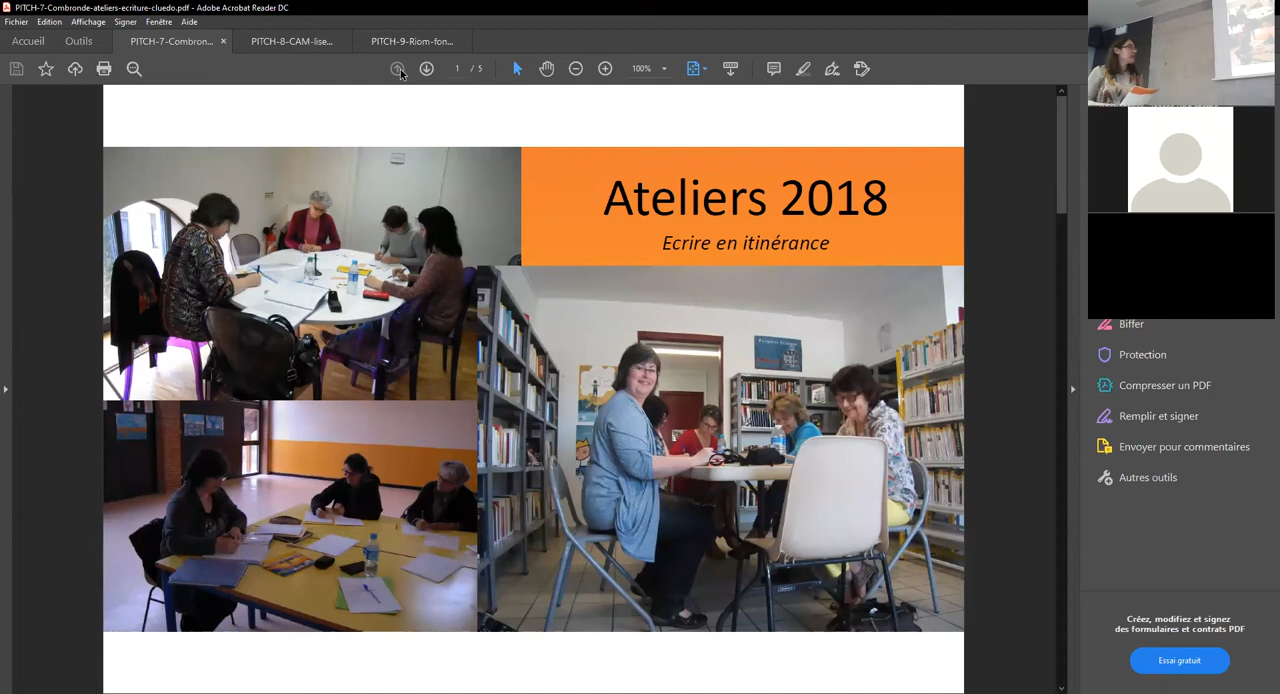 PITCH-7-Combronde-ateliers-ecriture-cluedo.pdf - Adobe Acrobat Reader DC
Fichier Edition Affichage Signer Fenêtre Aide
Accueil Outils PITCH-7-Combron... × PITCH-8-CAM-lise... PITCH-9-Riom-fon...
1 / 5 100%
Ateliers 2018
Ecrire en itinérance
Biffer
Protection
Compresser un PDF
Remplir et signer
Envoyer pour commentaires
Autres outils
Créez, modifiez et signez
des formulaires et contrats PDF
Essai gratuit